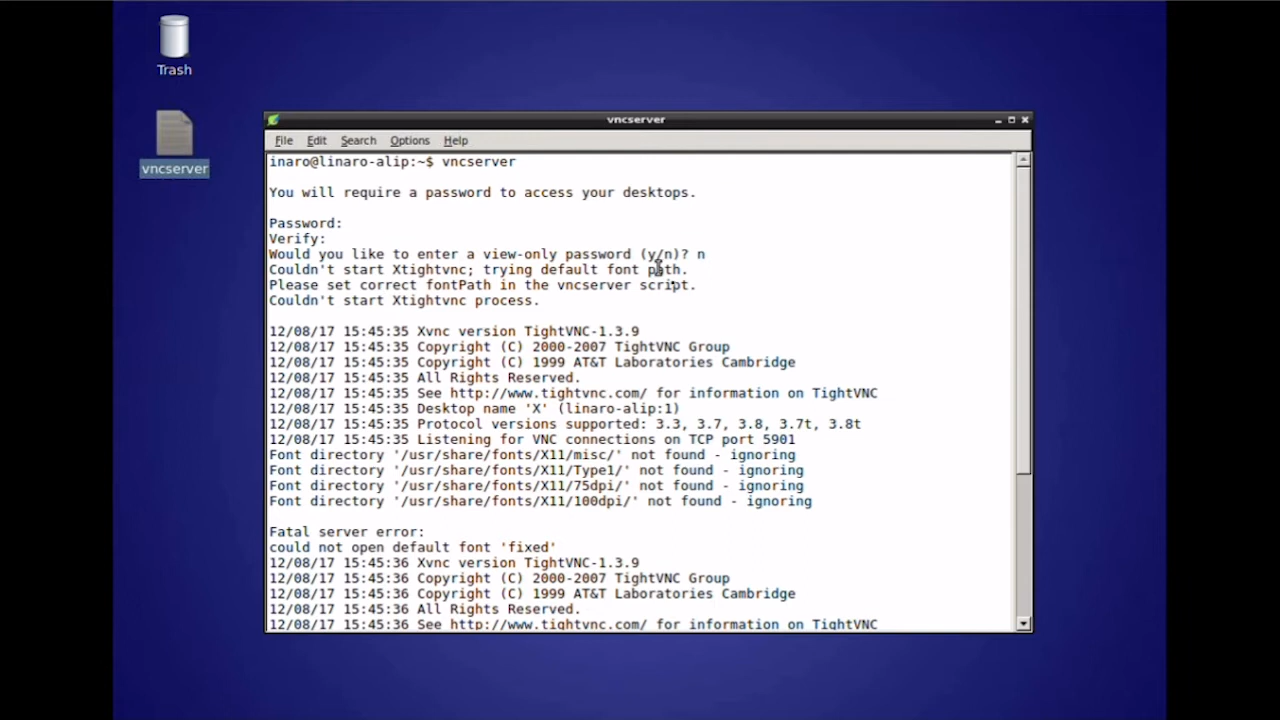 Trash
vncserver
vncserver
File Edit Search Options Help
inaro@linaro-alip:~$ vncserver
You will require a password to access your desktops.
Password:
Verify:
Would you like to enter a view-only password (y/n)? n
Couldn't start Xtightvnc; trying default font path.
Please set correct fontPath in the vncserver script.
Couldn't start Xtightvnc process.
12/08/17 15:45:35 Xvnc version TightVNC-1.3.9
12/08/17 15:45:35 Copyright (C) 2000-2007 TightVNC Group
12/08/17 15:45:35 Copyright (C) 1999 AT&T Laboratories Cambridge
12/08/17 15:45:35 All Rights Reserved.
12/08/17 15:45:35 See http://www.tightvnc.com/ for information on TightVNC
12/08/17 15:45:35 Desktop name 'X' (linaro-alip:1)
12/08/17 15:45:35 Protocol versions supported: 3.3, 3.7, 3.8, 3.7t, 3.8t
12/08/17 15:45:35 Listening for VNC connections on TCP port 5901
Font directory '/usr/share/fonts/X11/misc/' not found - ignoring
Font directory '/usr/share/fonts/X11/Type1/' not found - ignoring
Font directory '/usr/share/fonts/X11/75dpi/' not found - ignoring
Font directory '/usr/share/fonts/X11/100dpi/' not found - ignoring
Fatal server error:
could not open default font 'fixed'
12/08/17 15:45:36 Xvnc version TightVNC-1.3.9
12/08/17 15:45:36 Copyright (C) 2000-2007 TightVNC Group
12/08/17 15:45:36 Copyright (C) 1999 AT&T Laboratories Cambridge
12/08/17 15:45:36 All Rights Reserved.
12/08/17 15:45:36 See http://www.tightvnc.com/ for information on TightVNC